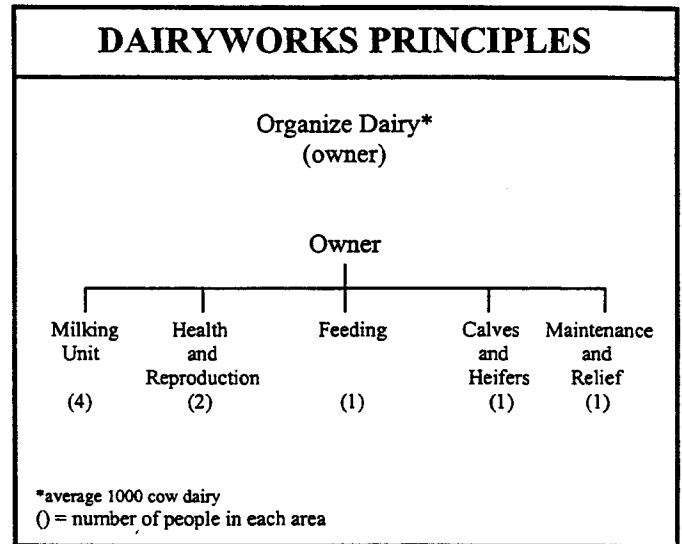 DAIRYWORKS PRINCIPLES
Organize Dairy*
(owner)
Owner
Milking Unit
(4)
Health and Reproduction
(2)
Feeding
(1)
Calves and Heifers
(1)
Maintenance and Relief
(1)
*average 1000 cow dairy
() = number of people in each area